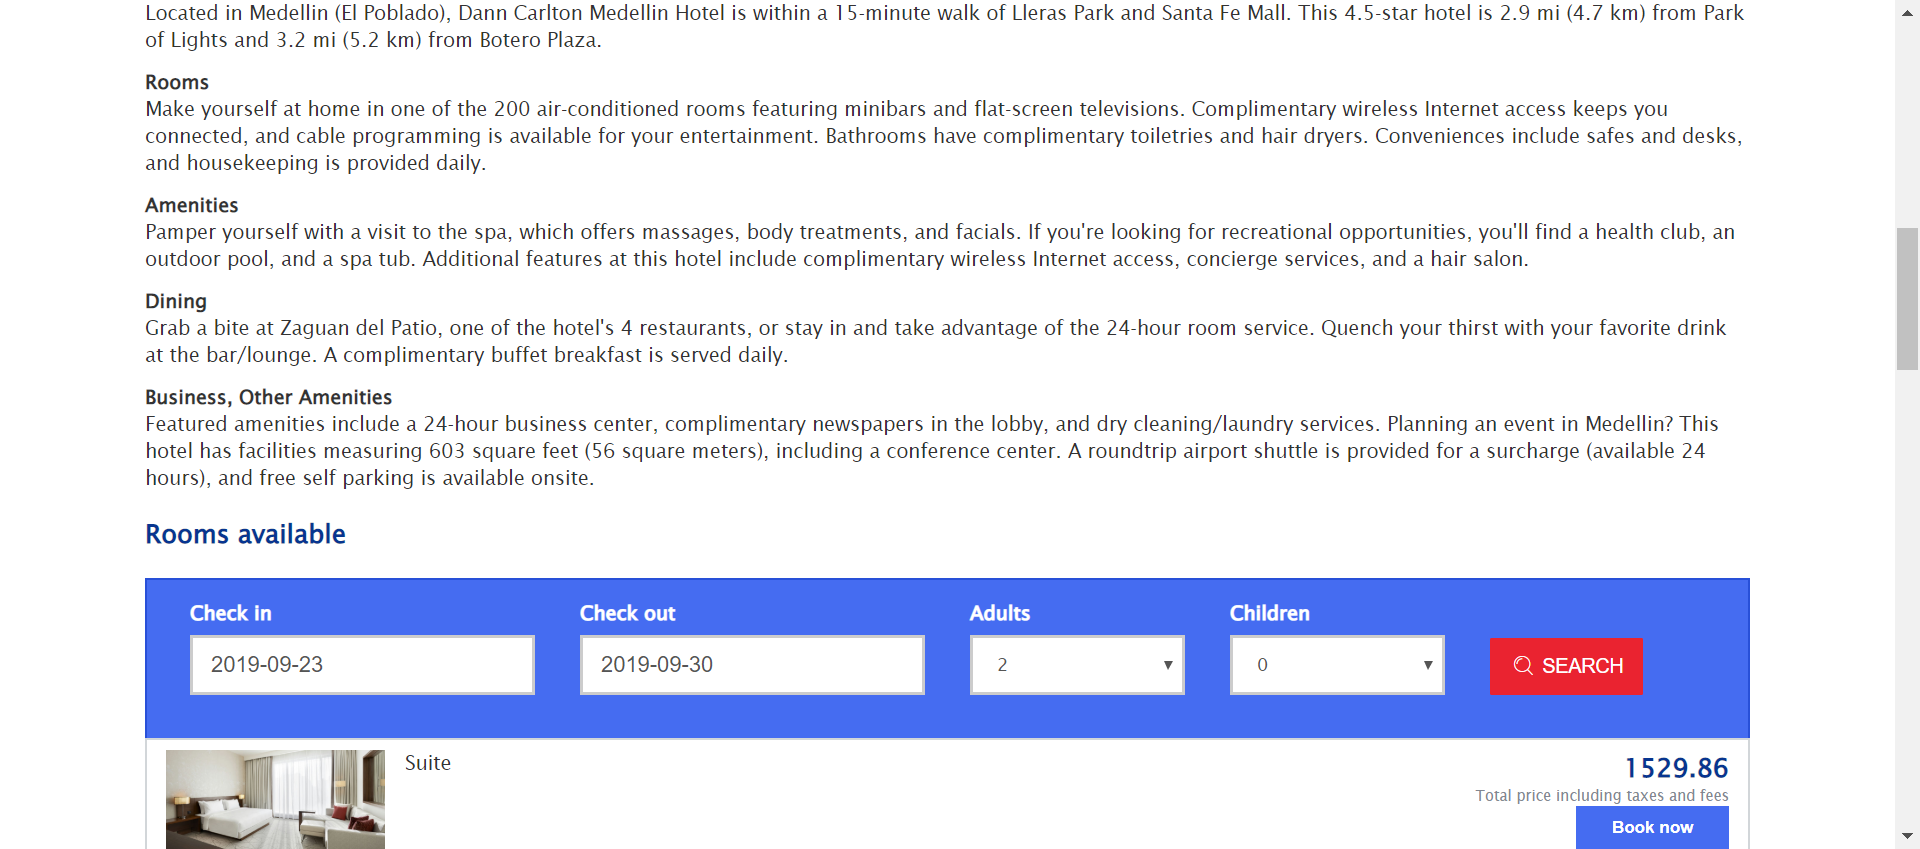 Located in Medellin (El Poblado), Dann Carlton Medellin Hotel is within a 15-minute walk of Lleras Park and Santa Fe Mall. This 4.5-star hotel is 2.9 mi (4.7 km) from Park
of Lights and 3.2 mi (5.2 km) from Botero Plaza.
Rooms
Make yourself at home in one of the 200 air-conditioned rooms featuring minibars and flat-screen televisions. Complimentary wireless Internet access keeps you
connected, and cable programming is available for your entertainment. Bathrooms have complimentary toiletries and hair dryers. Conveniences include safes and desks,
and housekeeping is provided daily.
Amenities
Pamper yourself with a visit to the spa, which offers massages, body treatments, and facials. If you're looking for recreational opportunities, you'll find a health club, an
outdoor pool, and a spa tub. Additional features at this hotel include complimentary wireless Internet access, concierge services, and a hair salon.
Dining
Grab a bite at Zaguan del Patio, one of the hotel's 4 restaurants, or stay in and take advantage of the 24-hour room service. Quench your thirst with your favorite drink
at the bar/lounge. A complimentary buffet breakfast is served daily.
Business, Other Amenities
Featured amenities include a 24-hour business center, complimentary newspapers in the lobby, and dry cleaning/laundry services. Planning an event in Medellin? This
hotel has facilities measuring 603 square feet (56 square meters), including a conference center. A roundtrip airport shuttle is provided for a surcharge (available 24
hours), and free self parking is available onsite.
Rooms available
Check in Check out Adults Children
2019-09-23 2019-09-30 2 0 SEARCH
Suite 1529.86
Total price including taxes and fees
Book now